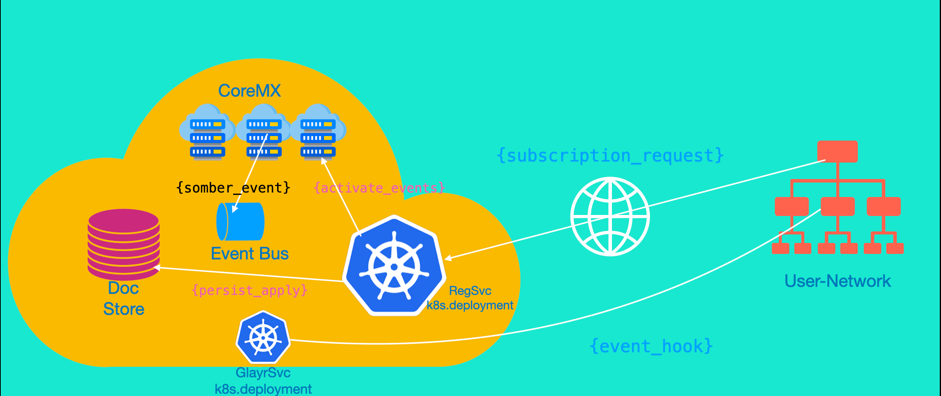 CoreMX
{subscription_request}
{somber_event}
{activate_events}
Event Bus
Doc
Store
{persist_apply}
RegSvc
k8s.deployment
User-Network
{event_hook}
GlayrSvc
k8s.deployment